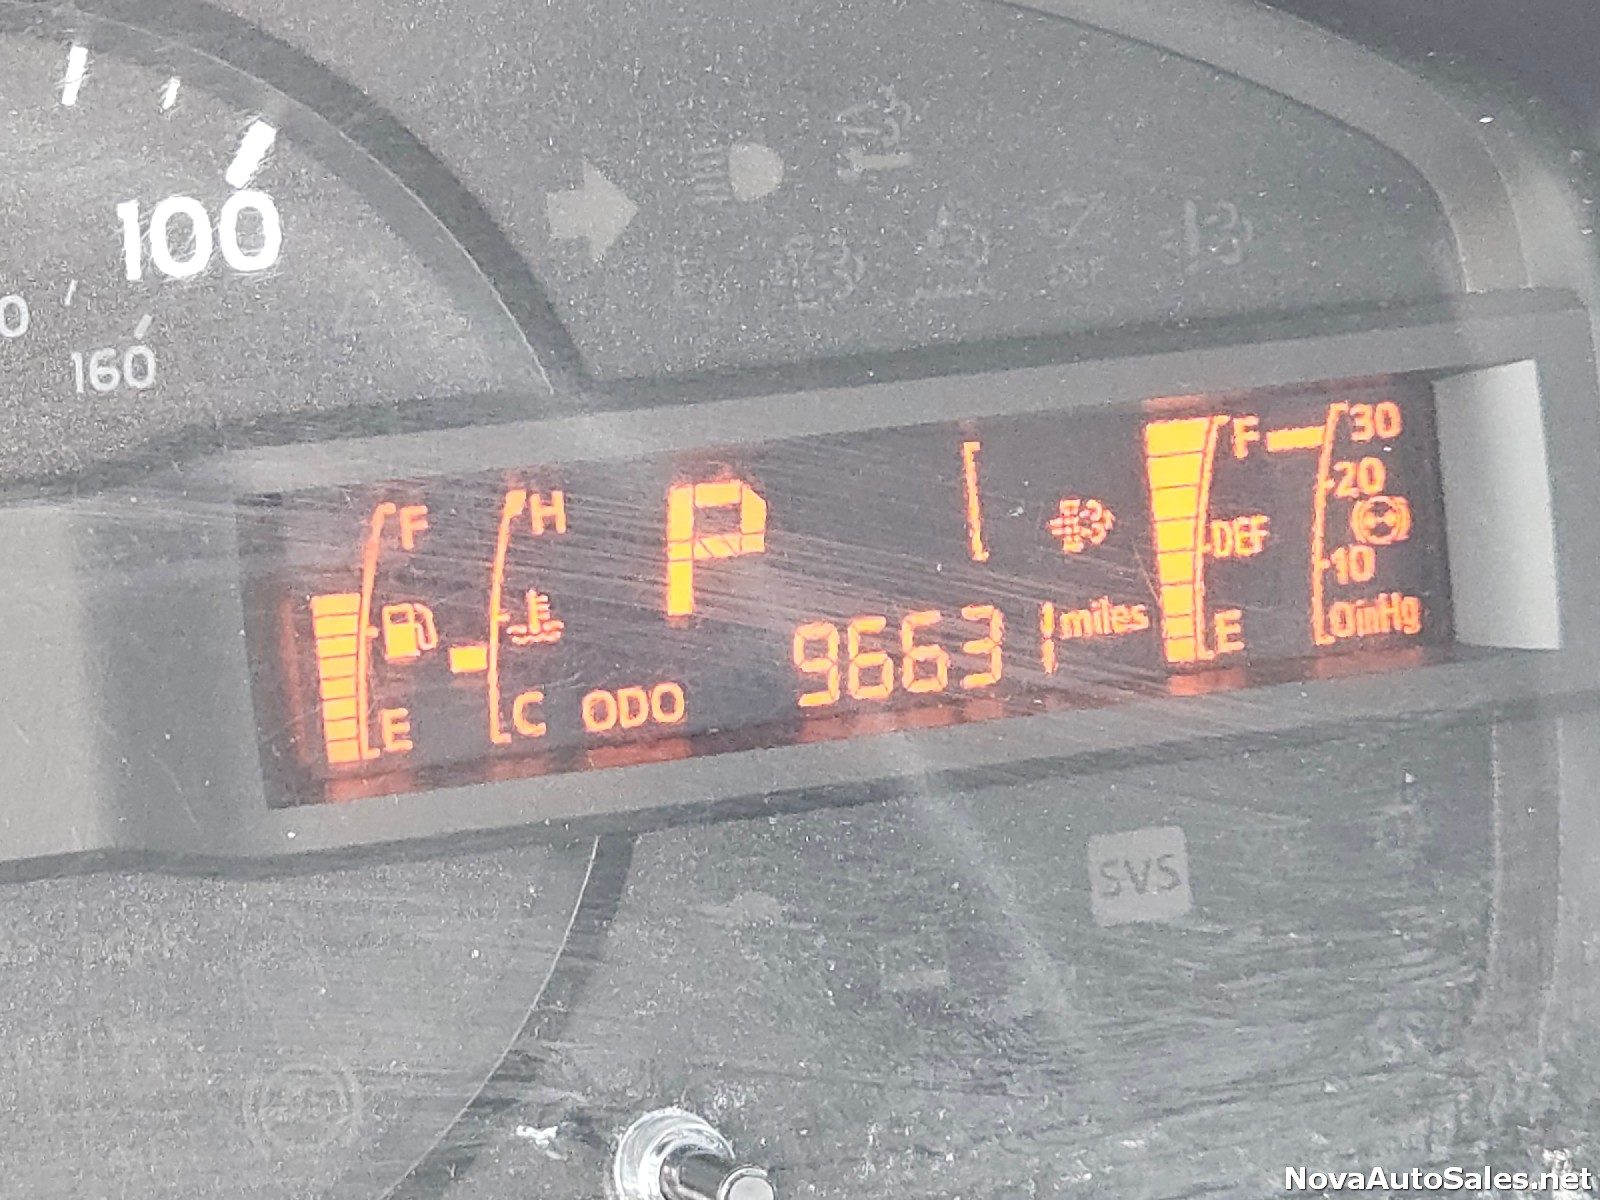 100
160
F
H
P
F
30
20
DEF
10
E
0inHg
E
C
ODO
96631 miles
SVS
NovaAutoSales.net